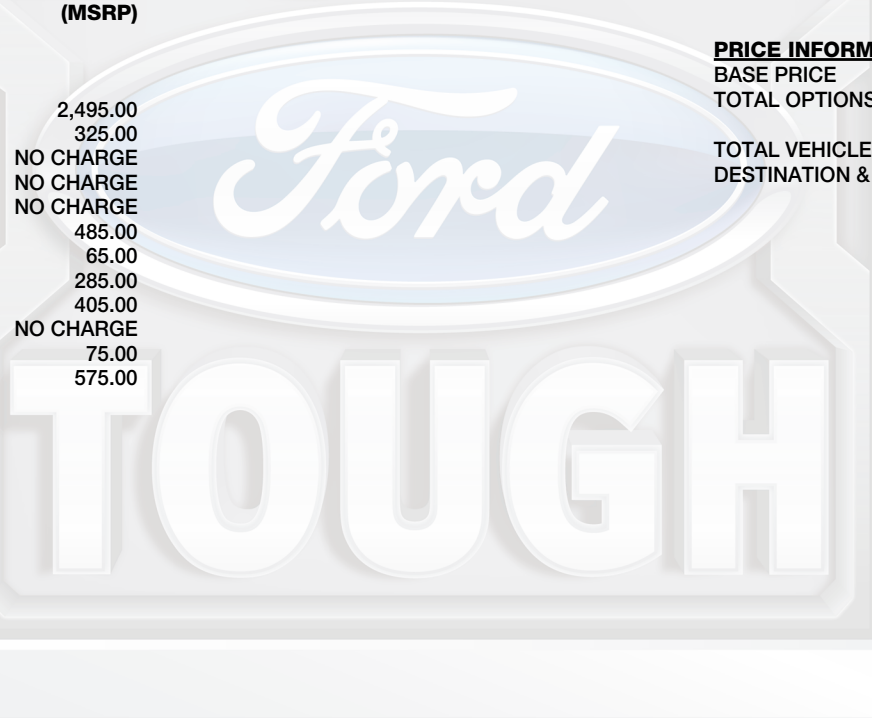 (MSRP)
2,495.00
325.00
NO CHARGE
NO CHARGE
NO CHARGE
485.00
65.00
285.00
405.00
NO CHARGE
75.00
575.00
PRICE INFORM
BASE PRICE
TOTAL OPTIONS
TOTAL VEHICLE
DESTINATION &
Ford
TOUGH